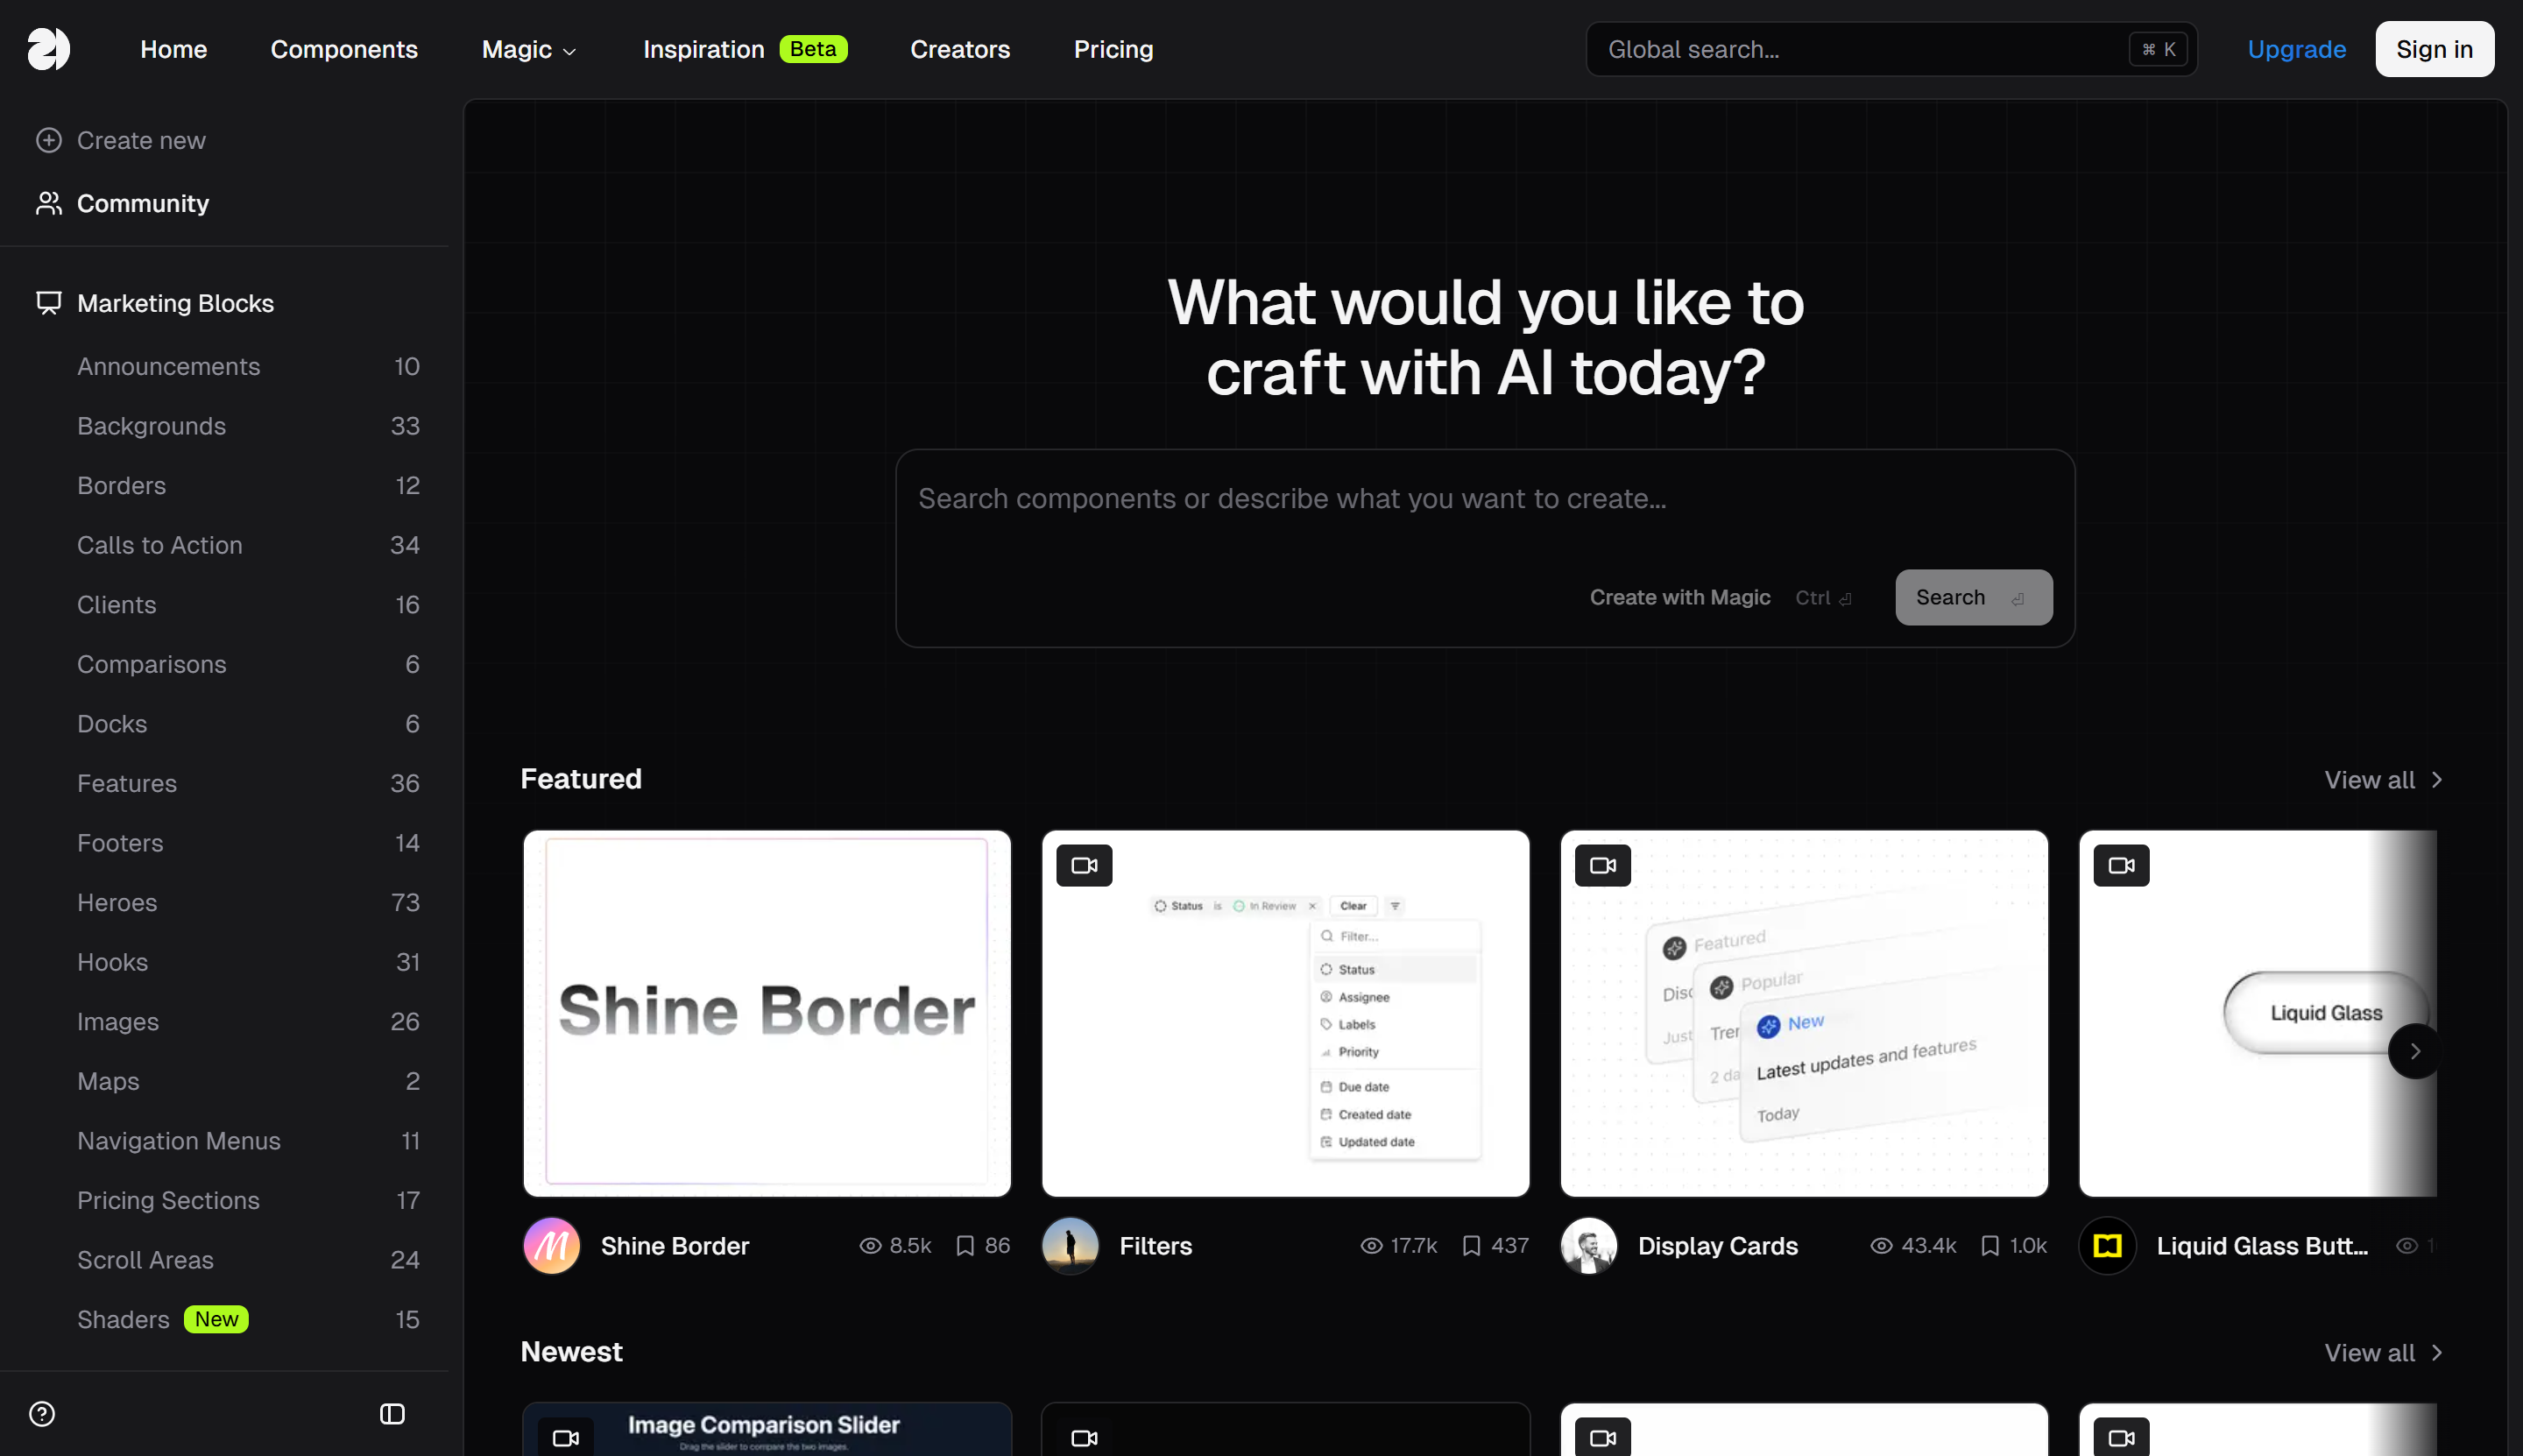 Home
Components
Magic
Inspiration Beta
Creators
Pricing
Global search...
⌘ K
Upgrade
Sign in
Create new
Community
Marketing Blocks
Announcements 10
Backgrounds 33
Borders 12
Calls to Action 34
Clients 16
Comparisons 6
Docks 6
Features 36
Footers 14
Heroes 73
Hooks 31
Images 26
Maps 2
Navigation Menus 11
Pricing Sections 17
Scroll Areas 24
Shaders New 15
What would you like to
craft with AI today?
Search components or describe what you want to create...
Create with Magic Ctrl ⏎
Search ⏎
Featured
View all
Shine Border
Status is In Review Clear
Filter...
Status
Assignee
Labels
Priority
Due date
Created date
Updated date
Featured
Just
Popular
2 da
New
Latest updates and features
Today
Liquid Glass
Shine Border 8.5k 86
Filters 17.7k 437
Display Cards 43.4k 1.0k
Liquid Glass Butt...
Newest
View all
Image Comparison Slider
Drag the slider to compare the two images.